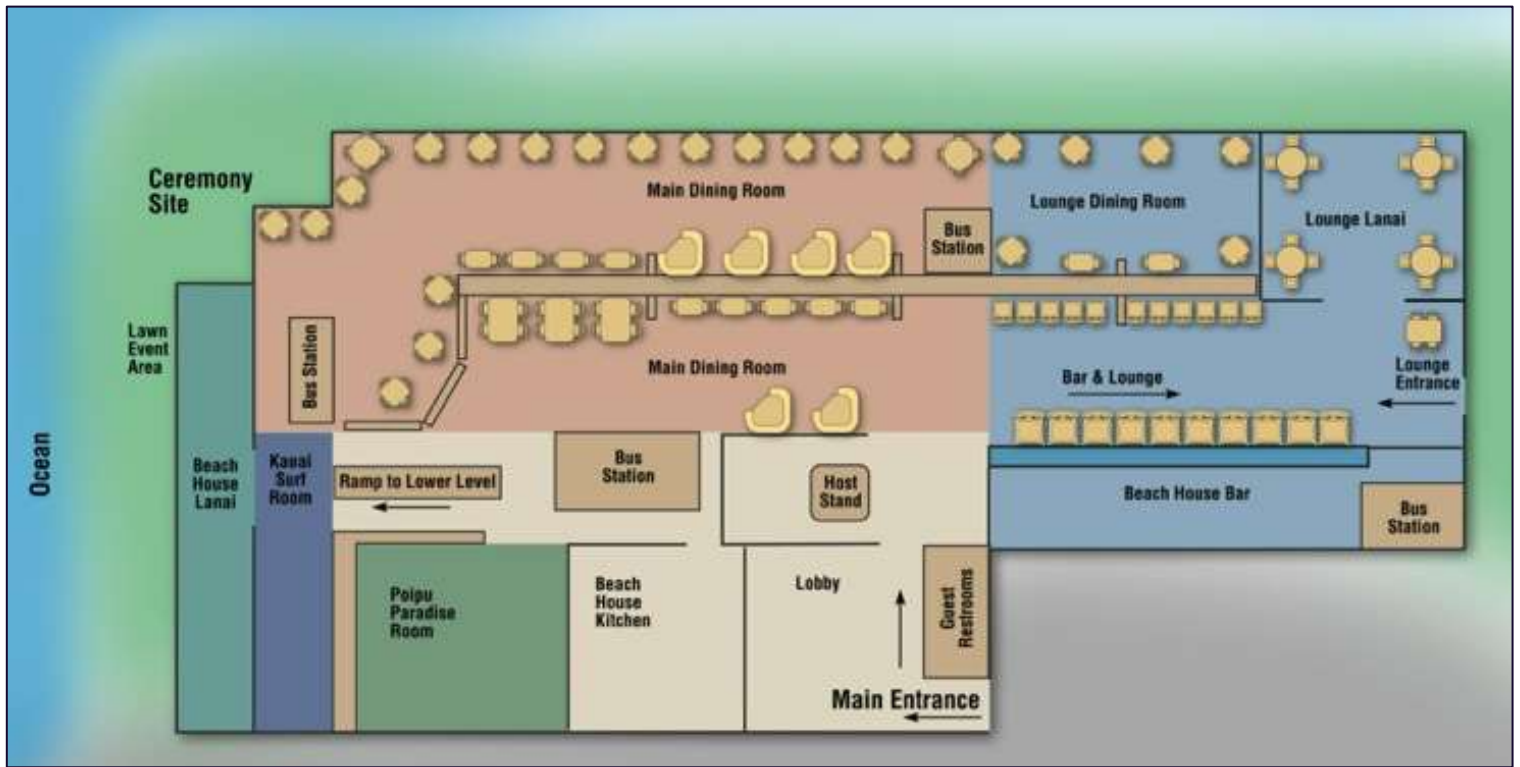 Ceremony
Site
Main Dining Room
Lounge Dining Room
Lounge Lanai
Bus
Station
Lawn
Event
Area
Bus Station
Main Dining Room
Bar & Lounge
Lounge
Entrance
Ocean
Beach
House
Lanai
Kauai
Surf
Room
Ramp to Lower Level
Bus
Station
Host
Stand
Beach House Bar
Bus
Station
Poipu
Paradise
Room
Beach
House
Kitchen
Lobby
Guest
Restrooms
Main Entrance